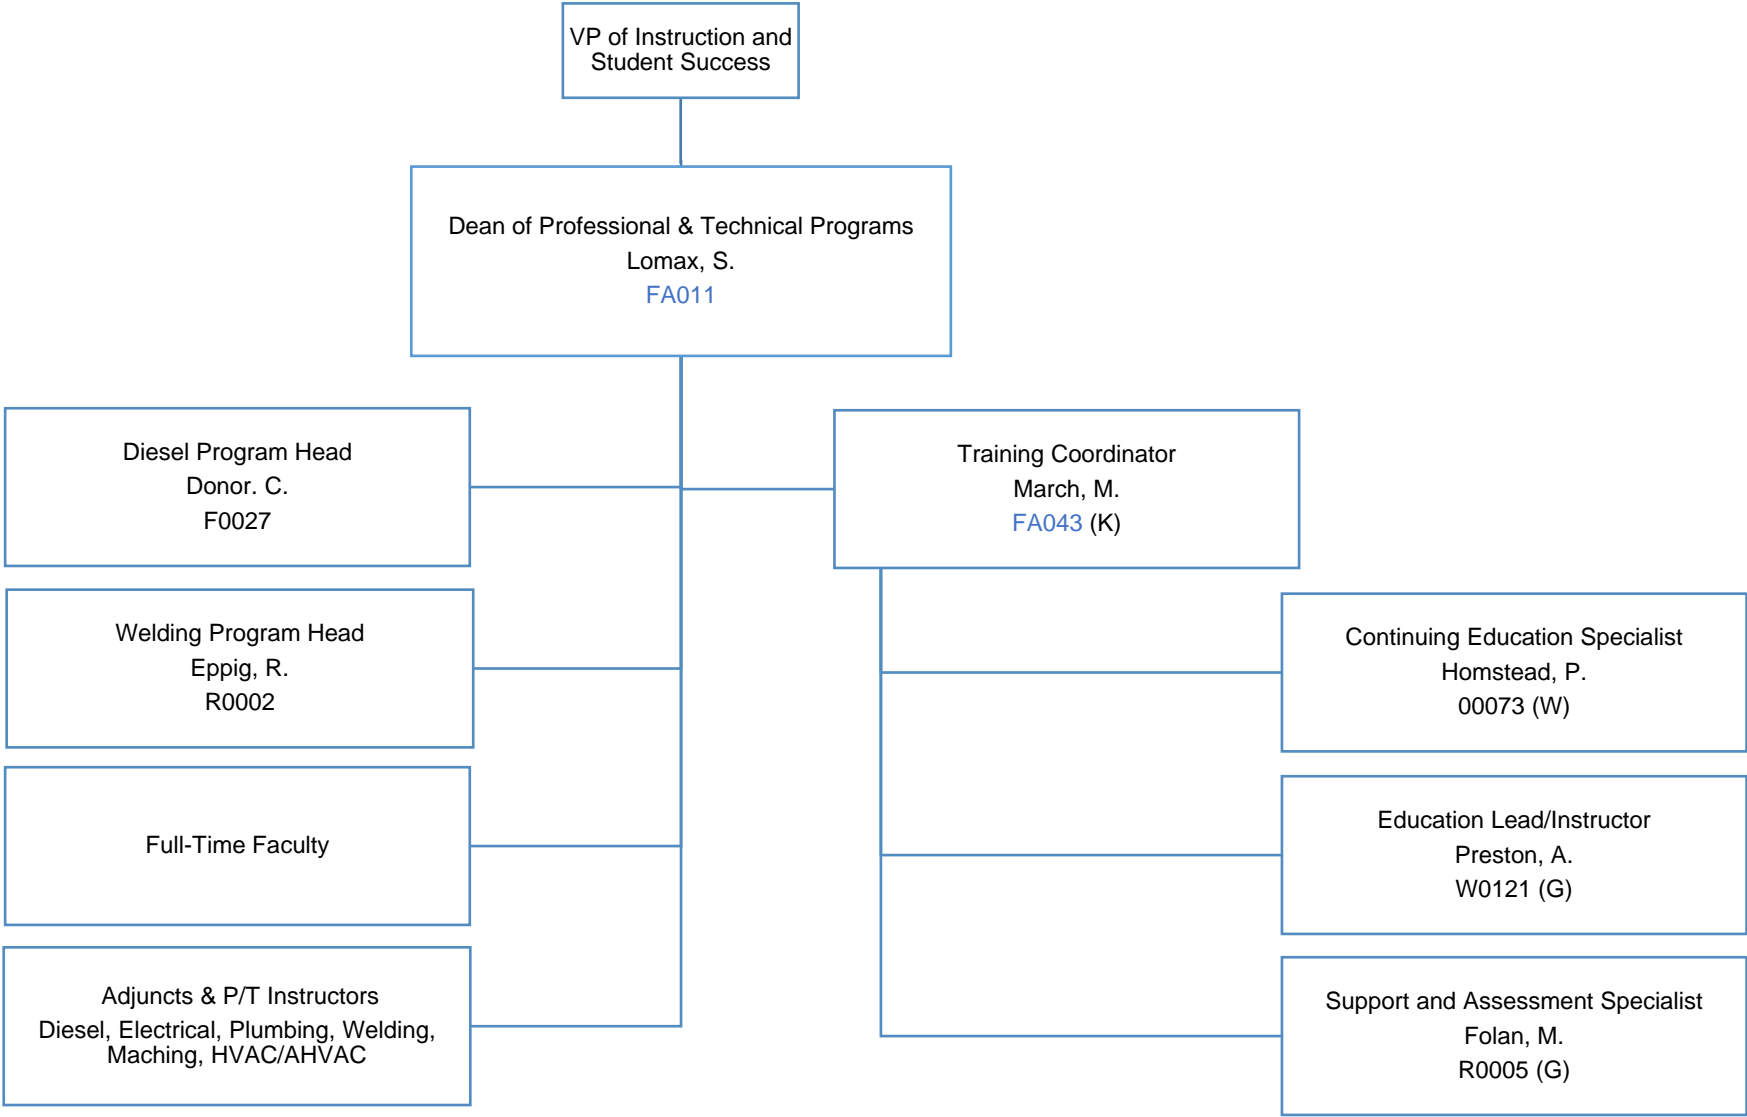 VP of Instruction and
Student Success
Dean of Professional & Technical Programs
Lomax, S.
FA011
Diesel Program Head
Donor. C.
F0027
Training Coordinator
March, M.
FA043 (K)
Welding Program Head
Eppig, R.
R0002
Continuing Education Specialist
Homstead, P.
00073 (W)
Full-Time Faculty
Education Lead/Instructor
Preston, A.
W0121 (G)
Adjuncts & P/T Instructors
Diesel, Electrical, Plumbing, Welding,
Maching, HVAC/AHVAC
Support and Assessment Specialist
Folan, M.
R0005 (G)